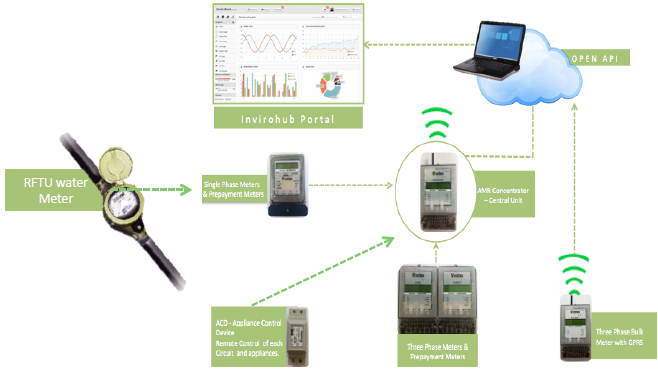 OPEN API
Invirohub Portal
RFTU water
Meter
Single Phase Meters
& Prepayment Meters
AMR Concentrator
– Central Unit
ACD - Appliance Control
Device
Remote Control of each
Circuit and appliances.
Three Phase Meters &
Prepayment Meters
Three Phase Bulk
Meter with GPRS